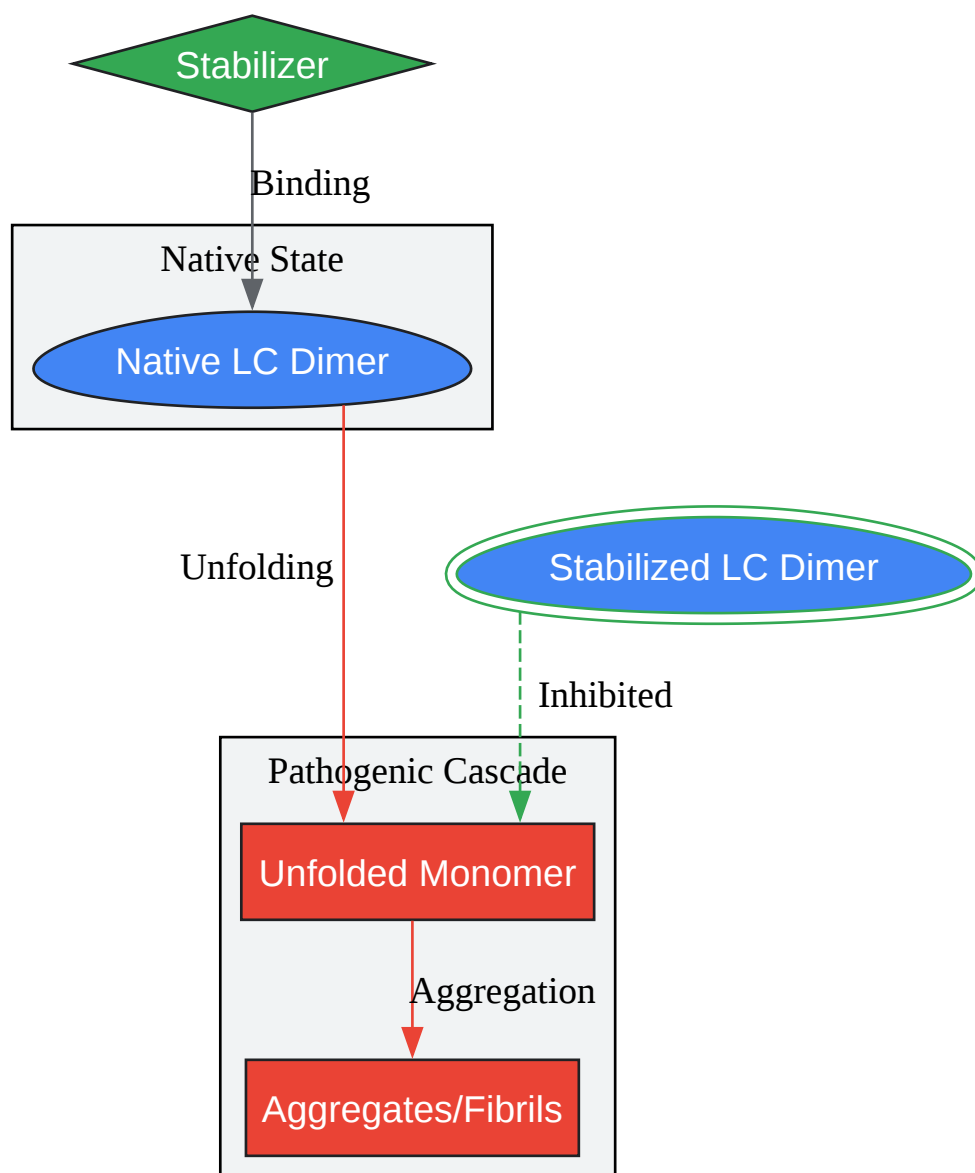 Stabilizer
Binding
Native State
Native LC Dimer
Unfolding
Stabilized LC Dimer
Inhibited
Pathogenic Cascade
Unfolded Monomer
Aggregation
Aggregates/Fibrils